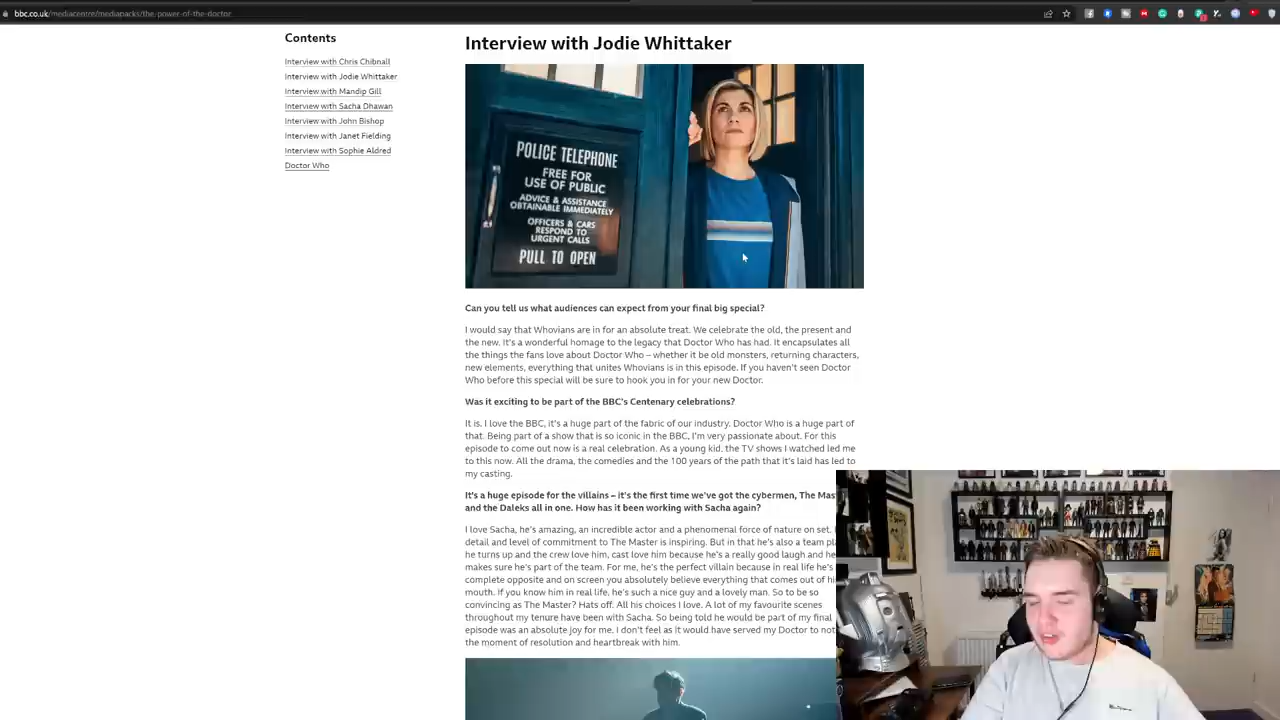 bbc.co.uk/mediacentre/mediapacks/the-power-of-the-doctor
Contents
Interview with Chris Chibnall
Interview with Jodie Whittaker
Interview with Mandip Gill
Interview with Sacha Dhawan
Interview with John Bishop
Interview with Janet Fielding
Interview with Sophie Aldred
Doctor Who
Interview with Jodie Whittaker
POLICE TELEPHONE
FREE FOR
USE OF PUBLIC
ADVICE & ASSISTANCE
OBTAINABLE IMMEDIATELY
OFFICERS & CARS
RESPOND TO
URGENT CALLS
PULL TO OPEN
Can you tell us what audiences can expect from your final big special?
I would say that Whovians are in for an absolute treat. We celebrate the old, the present and
the new. It's a wonderful homage to the legacy that Doctor Who has had. It encapsulates all
the things the fans love about Doctor Who – whether it be old monsters, returning characters,
new elements, everything that unites Whovians is in this episode. If you haven't seen Doctor
Who before this special will be sure to hook you in for your new Doctor.
Was it exciting to be part of the BBC's Centenary celebrations?
It is. I love the BBC, it's a huge part of the fabric of our industry. Doctor Who is a huge part of
that. Being part of a show that is so iconic in the BBC, I'm very passionate about. For this
episode to come out now is a real celebration. As a young kid, the TV shows I watched led me
to this now. All the drama, the comedies and the 100 years of the path that it's laid has led to
my casting.
It's a huge episode for the villains – it's the first time we've got the cybermen, The Mas
and the Daleks all in one. How has it been working with Sacha again?
I love Sacha, he's amazing, an incredible actor and a phenomenal force of nature on set.
detail and level of commitment to The Master is inspiring. But in that he's also a team pl
he turns up and the crew love him, cast love him because he's a really good laugh and he
makes sure he's part of the team. For me, he's the perfect villain because in real life he's
complete opposite and on screen you absolutely believe everything that comes out of hi
mouth. If you know him in real life, he's such a nice guy and a lovely man. So to be so
convincing as The Master? Hats off. All his choices I love. A lot of my favourite scenes
throughout my tenure have been with Sacha. So being told he would be part of my final
episode was an absolute joy for me. I don't feel as it would have served my Doctor to not
the moment of resolution and heartbreak with him.